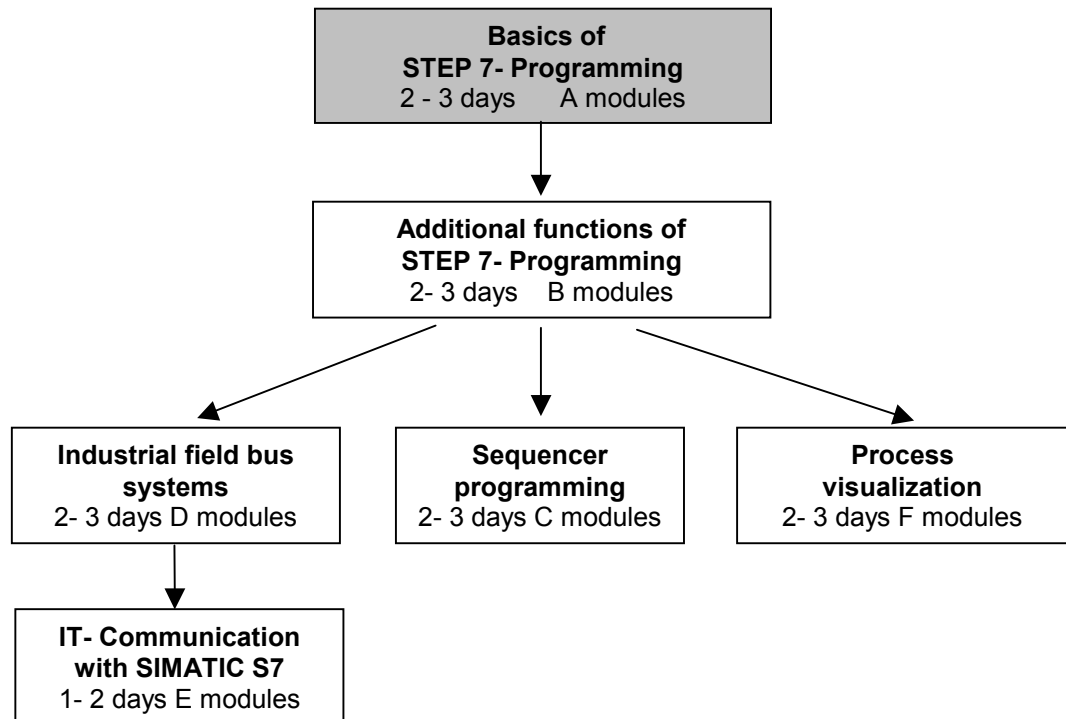 Basics of
STEP 7- Programming
2 - 3 days A modules
Additional functions of
STEP 7- Programming
2- 3 days B modules
Industrial field bus
systems
2- 3 days D modules
Sequencer
programming
2- 3 days C modules
Process
visualization
2- 3 days F modules
IT- Communication
with SIMATIC S7
1- 2 days E modules